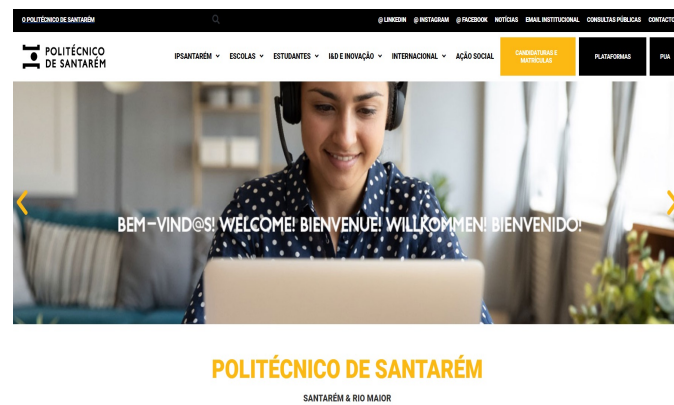 O POLITÉCNICO DE SANTARÉM
@ LINKEDIN @ INSTAGRAM @ FACEBOOK NOTÍCIAS EMAIL INSTITUCIONAL CONSULTAS PÚBLICAS CONTACTO
POLITÉCNICO
DE SANTARÉM
IPSANTARÉM ESCOLAS ESTUDANTES I&D E INOVAÇÃO INTERNACIONAL AÇÃO SOCIAL
CANDIDATURAS E
MATRÍCULAS
PLATAFORMAS
PUA
BEM-VIND@S! WELCOME! BIENVENUE! WILLKOMMEN! BIENVENIDO!
POLITÉCNICO DE SANTARÉM
SANTARÉM & RIO MAIOR